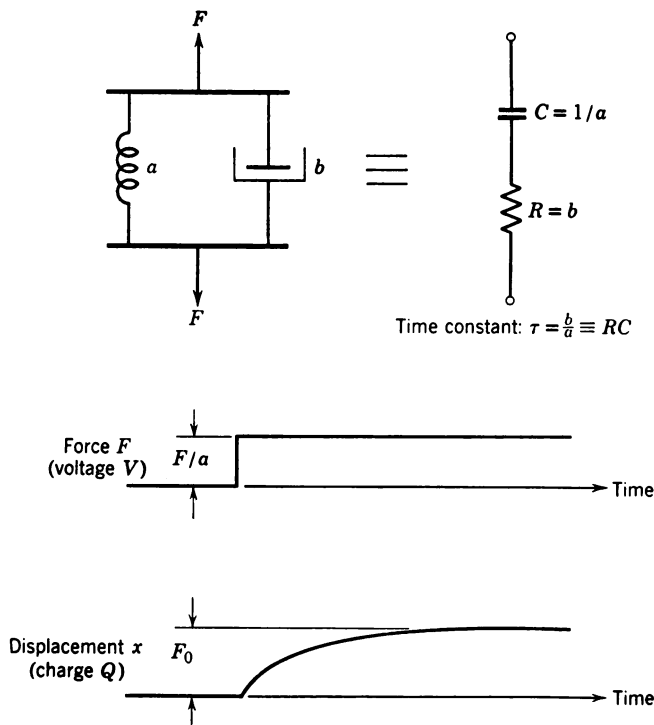 F
a
b
F
C = 1/a
R = b
Time constant: τ = b/a ≡ RC
Force F
(voltage V)
F/a
Time
Displacement x
(charge Q)
F₀
Time